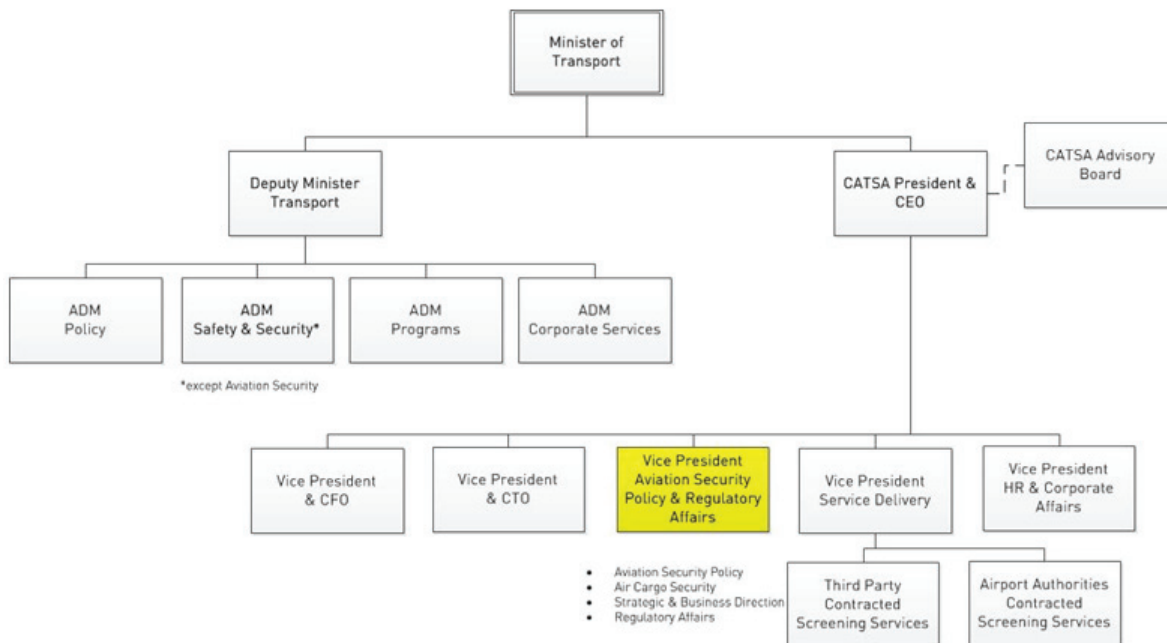 Minister of
Transport
Deputy Minister
Transport
CATSA President &
CEO
CATSA Advisory
Board
ADM
Policy
ADM
Safety & Security*
ADM
Programs
ADM
Corporate Services
*except Aviation Security
Vice President
& CFO
Vice President
& CTO
Vice President
Aviation Security
Policy & Regulatory
Affairs
Vice President
Service Delivery
Vice President
HR & Corporate
Affairs
• Aviation Security Policy
• Air Cargo Security
• Strategic & Business Direction
• Regulatory Affairs
Third Party
Contracted
Screening Services
Airport Authorities
Contracted
Screening Services